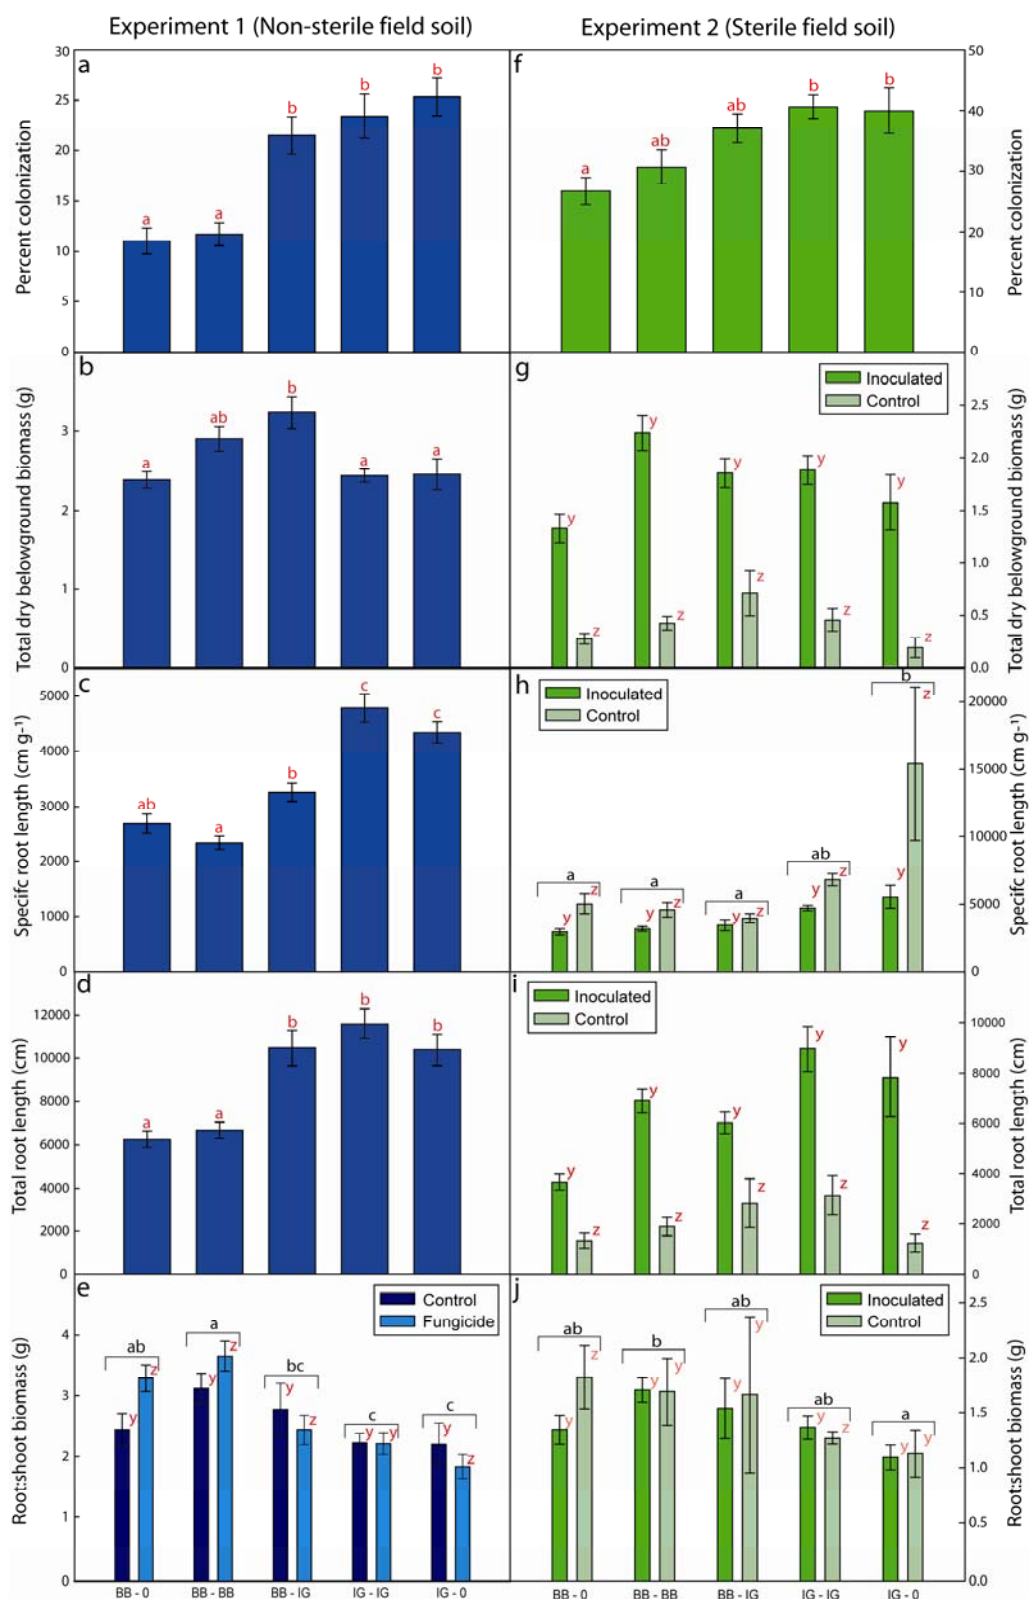 Experiment 1 (Non-sterile field soil)
Experiment 2 (Sterile field soil)
a
Percent colonization
30
25
20
15
10
5
0
a
a
b
b
b
f
Percent colonization
50
40
30
20
10
0
a
ab
ab
b
b
b
Total dry belowground biomass (g)
3
2
1
0
a
ab
b
a
a
g
Inoculated
Control
Total dry belowground biomass (g)
2.5
2.0
1.5
1.0
0.5
0.0
y
z
y
z
y
z
y
z
y
z
c
Specifc root length (cm g-1)
5000
4000
3000
2000
1000
0
ab
a
b
c
c
h
Inoculated
Control
Specific root length (cm g-1)
20000
15000
10000
5000
0
a
y
z
a
y
z
a
y
z
ab
y
z
b
y
z
d
Total root length (cm)
12000
10000
8000
6000
4000
2000
0
a
a
b
b
b
i
Inoculated
Control
Total root length (cm)
10000
8000
6000
4000
2000
0
y
z
y
z
y
z
y
z
y
z
e
Control
Fungicide
Root:shoot biomass (g)
4
3
2
1
0
ab
y
z
a
y
z
bc
y
z
c
y
y
c
y
z
BB - 0
BB - BB
BB - IG
IG - IG
IG - 0
j
Inoculated
Control
Root:shoot biomass (g)
2.5
2.0
1.5
1.0
0.5
0.0
ab
y
z
b
y
y
ab
y
y
ab
y
z
a
y
y
BB - 0
BB - BB
BB - IG
IG - IG
IG - 0